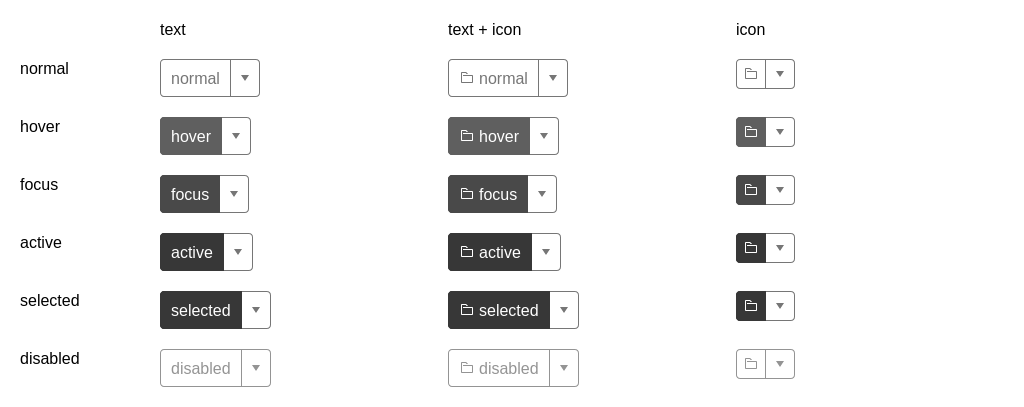 text text + icon icon
normal normal normal
hover hover hover
focus focus focus
active active active
selected selected selected
disabled disabled disabled